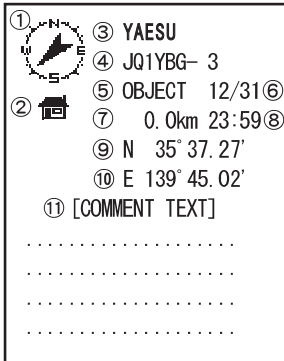 ① N
W E
S
③ YAESU
④ JQ1YBG- 3
② ⑤ OBJECT 12/31⑥
⑦ 0.0km 23:59⑧
⑨ N 35°37.27'
⑩ E 139°45.02'
⑪ [COMMENT TEXT]
....................
....................
....................
....................